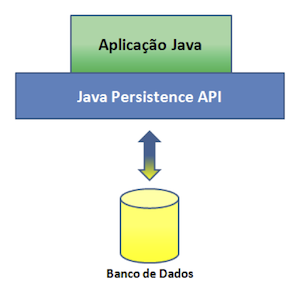 Aplicação Java
Java Persistence API
Banco de Dados